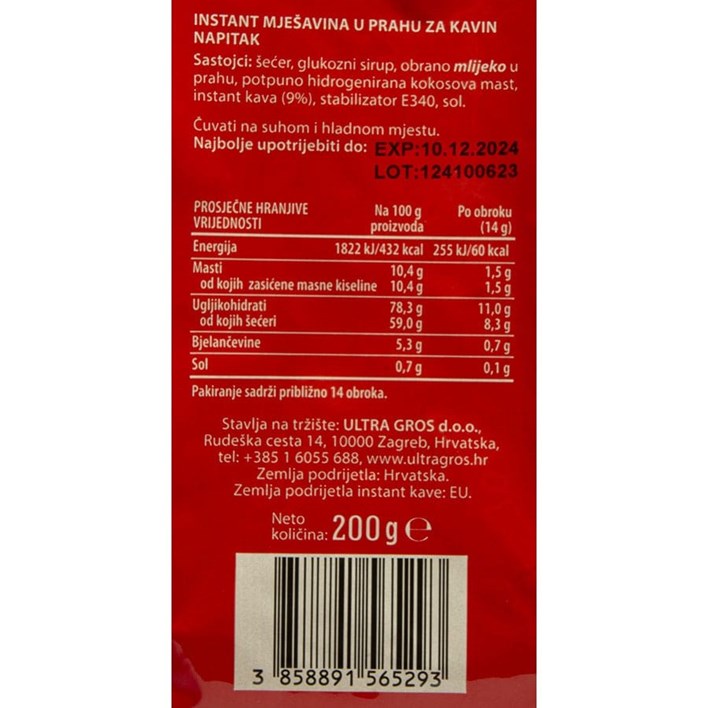 INSTANT MJEŠAVINA U PRAHU ZA KAVIN
NAPITAK
Sastojci: šećer, glukozni sirup, obrano mlijeko u
prahu, potpuno hidrogenirana kokosova mast,
instant kava (9%), stabilizator E340, sol.
Čuvati na suhom i hladnom mjestu.
Najbolje upotrijebiti do: EXP:10.12.2024
LOT:124100623
PROSJEČNE HRANJIVE VRIJEDNOSTI Na 100 g proizvoda Po obroku (14 g)
Energija 1822 kJ/432 kcal 255 kJ/60 kcal
Masti 10,4 g 1,5 g
od kojih zasićene masne kiseline 10,4 g 1,5 g
Ugljikohidrati 78,3 g 11,0 g
od kojih šećeri 59,0 g 8,3 g
Bjelančevine 5,3 g 0,7 g
Sol 0,7 g 0,1 g
Pakiranje sadrži približno 14 obroka.
Stavlja na tržište: ULTRA GROS d.o.o.,
Rudeška cesta 14, 10000 Zagreb, Hrvatska,
tel: +385 1 6055 688, www.ultragros.hr
Zemlja podrijetla: Hrvatska.
Zemlja podrijetla instant kave: EU.
Neto
količina: 200 g ℮
3 858891 565293